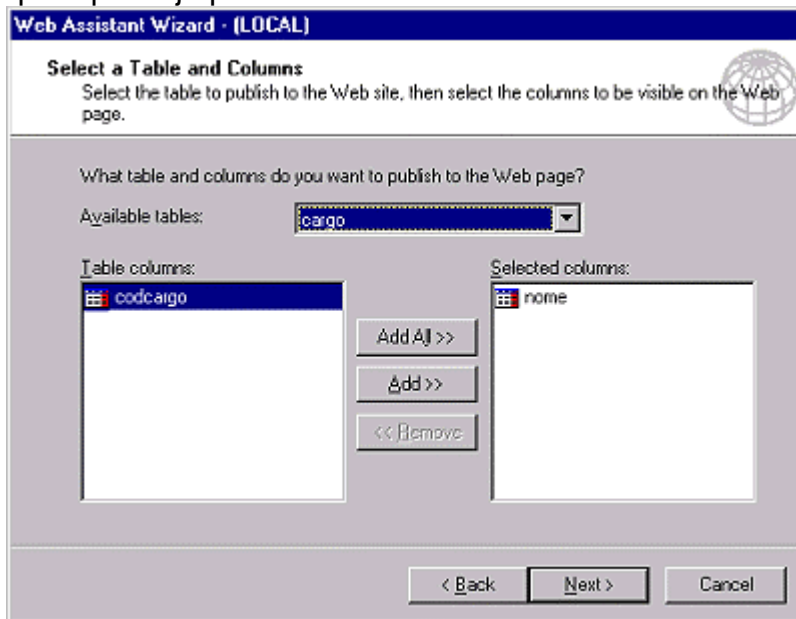 Web Assistant Wizard - (LOCAL)
Select a Table and Columns
Select the table to publish to the Web site, then select the columns to be visible on the Web
page.
What table and columns do you want to publish to the Web page?
Available tables:
cargo
Table columns:
Selected columns:
codcargo
nome
Add All >>
Add >>
<< Remove
< Back
Next >
Cancel